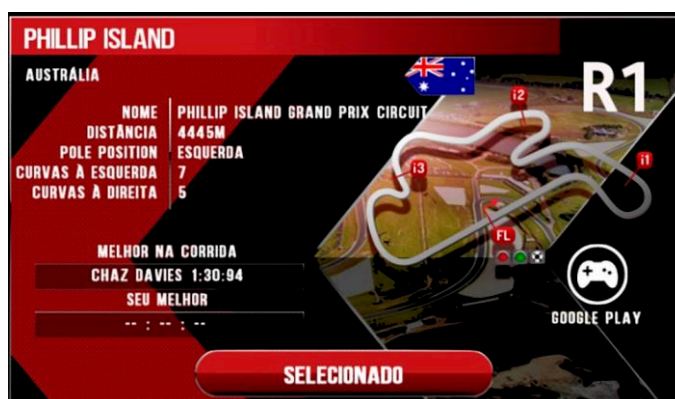 PHILLIP ISLAND
AUSTRÁLIA
R1
NOME PHILLIP ISLAND GRAND PRIX CIRCUIT
DISTÂNCIA 4445M
POLE POSITION ESQUERDA
CURVAS À ESQUERDA 7
CURVAS À DIREITA 5
i2
i1
i3
FL
MELHOR NA CORRIDA
CHAZ DAVIES 1:30:94
SEU MELHOR
-- : -- : --
GOOGLE PLAY
SELECIONADO